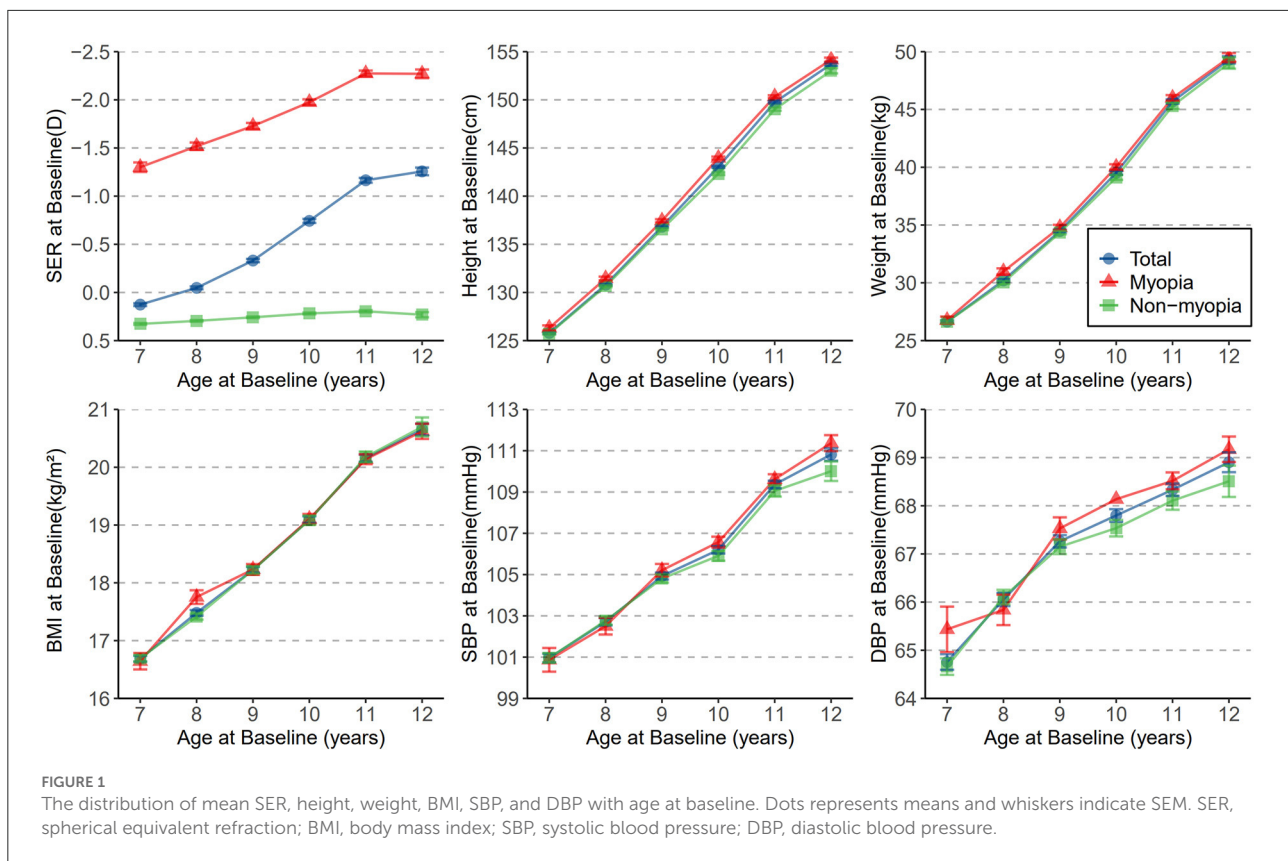 −2.5
−2.0
−1.5
−1.0
−0.5
0.0
0.5
SER at Baseline(D)
7 8 9 10 11 12
Age at Baseline (years)
155
150
142
135
130
125
Height at Baseline(cm)
7 8 9 10 11 12
Age at Baseline (years)
50
45
40
35
30
25
Weight at Baseline(kg)
Total
Myopia
Non−myopia
7 8 9 10 11 12
Age at Baseline (years)
21
20
19
18
17
16
BMI at Baseline(kg/m²)
7 8 9 10 11 12
Age at Baseline (years)
113
111
109
107
105
103
101
99
SBP at Baseline(mmHg)
7 8 9 10 11 12
Age at Baseline (years)
70
69
68
67
66
65
64
DBP at Baseline(mmHg)
7 8 9 10 11 12
Age at Baseline (years)
FIGURE 1
The distribution of mean SER, height, weight, BMI, SBP, and DBP with age at baseline. Dots represents means and whiskers indicate SEM. SER,
spherical equivalent refraction; BMI, body mass index; SBP, systolic blood pressure; DBP, diastolic blood pressure.